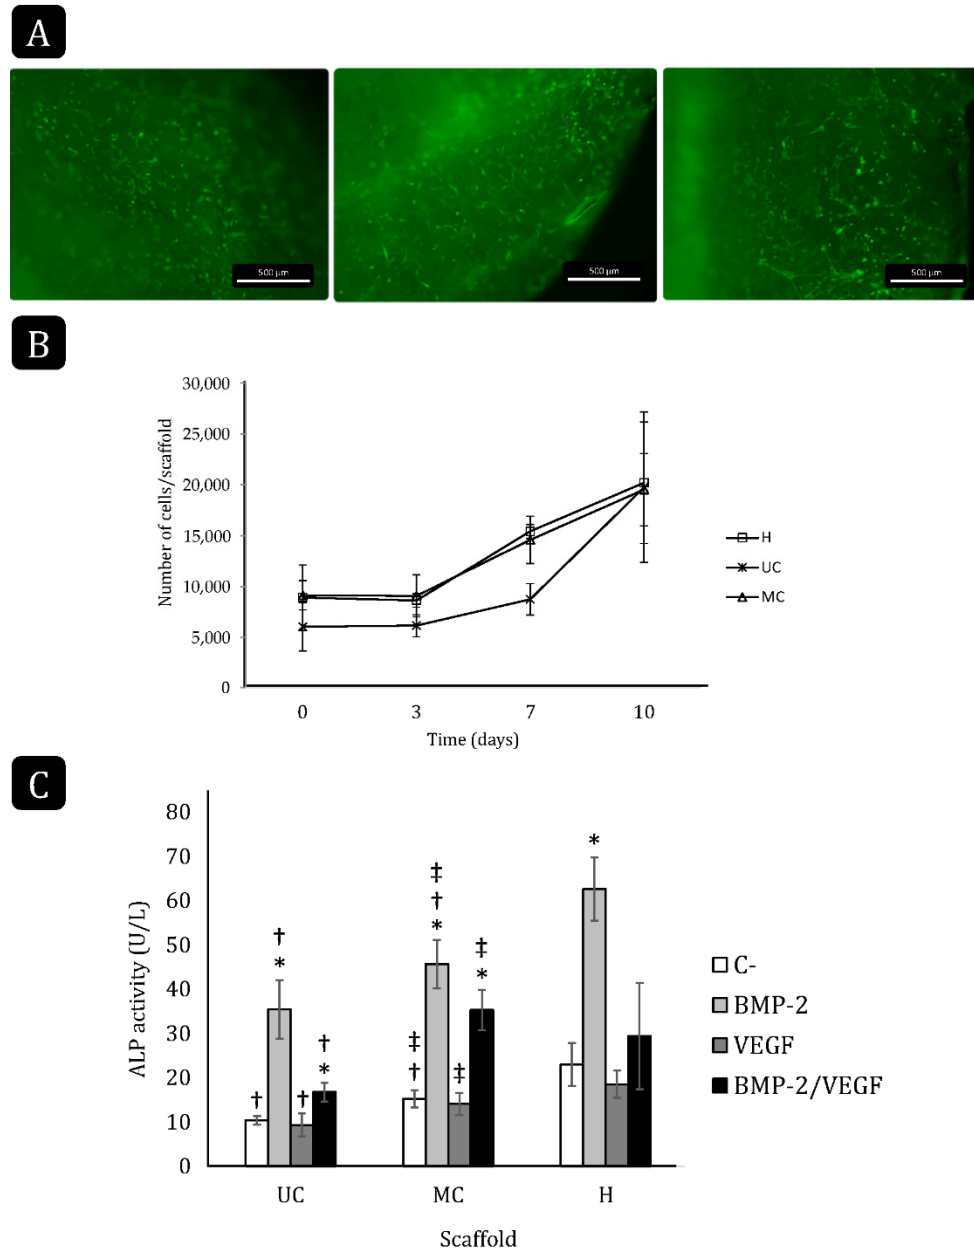 A
500 µm
500 µm
500 µm
B
Number of cells/scaffold
30,000
25,000
20,000
15,000
10,000
5,000
0
0 3 7 10
Time (days)
H
UC
MC
C
ALP activity (U/L)
80
70
60
50
40
30
20
10
0
†
*
†
†
†
*
‡
†
‡
†
*
‡
‡
*
*
UC MC H
Scaffold
C-
BMP-2
VEGF
BMP-2/VEGF